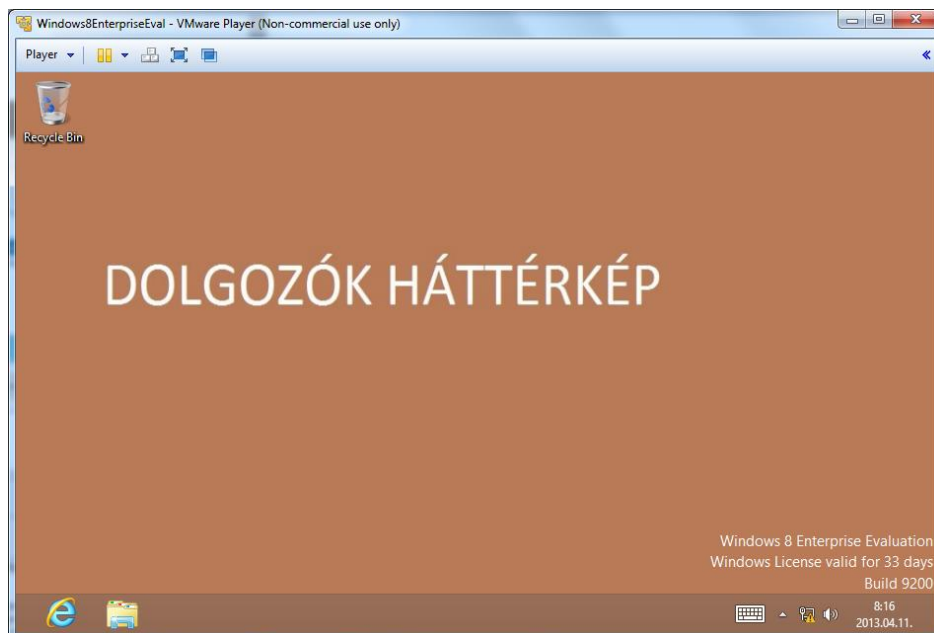 Windows8EnterpriseEval - VMware Player (Non-commercial use only)
Player
Recycle Bin
DOLGOZÓK HÁTTÉRKÉP
Windows 8 Enterprise Evaluation
Windows License valid for 33 days
Build 9200
8:16
2013.04.11.